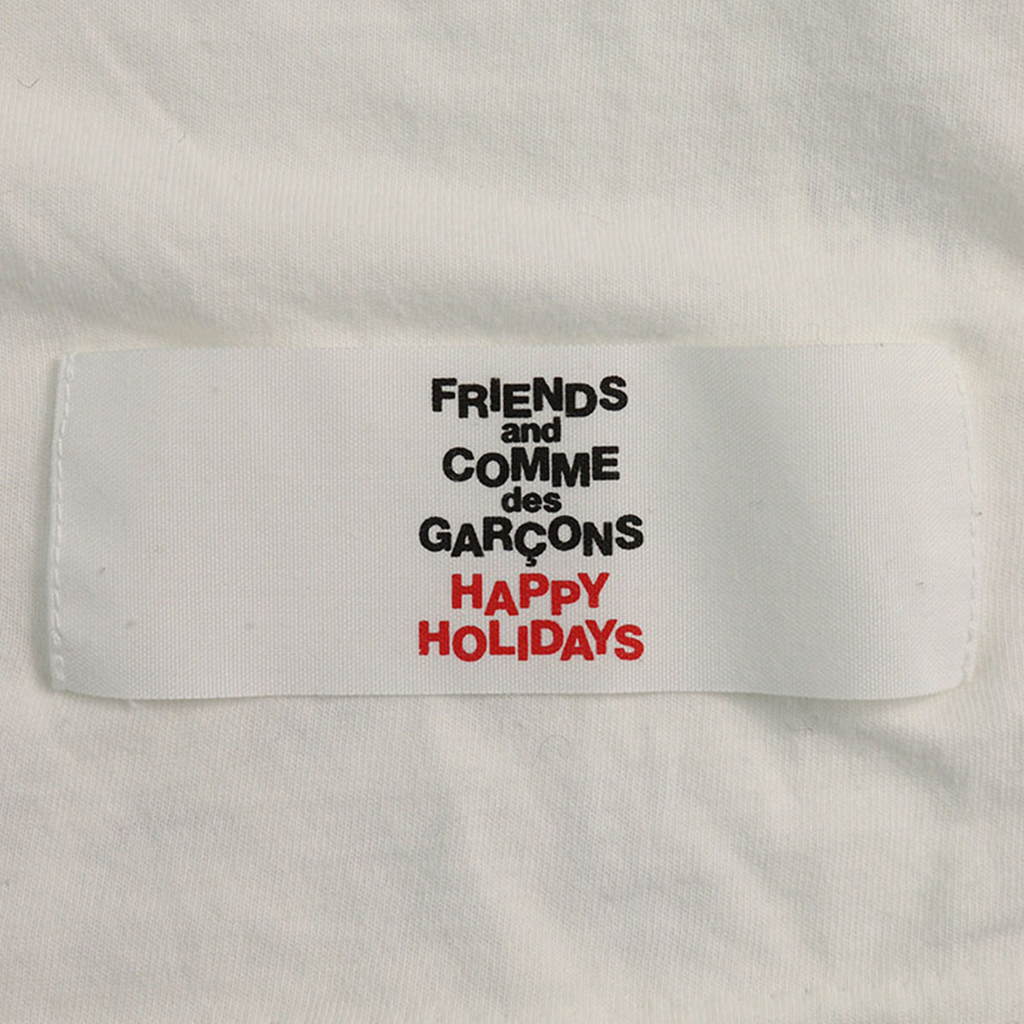 FRIENDS
and
COMME
des
GARÇONS
HAPPY
HOLIDAYS